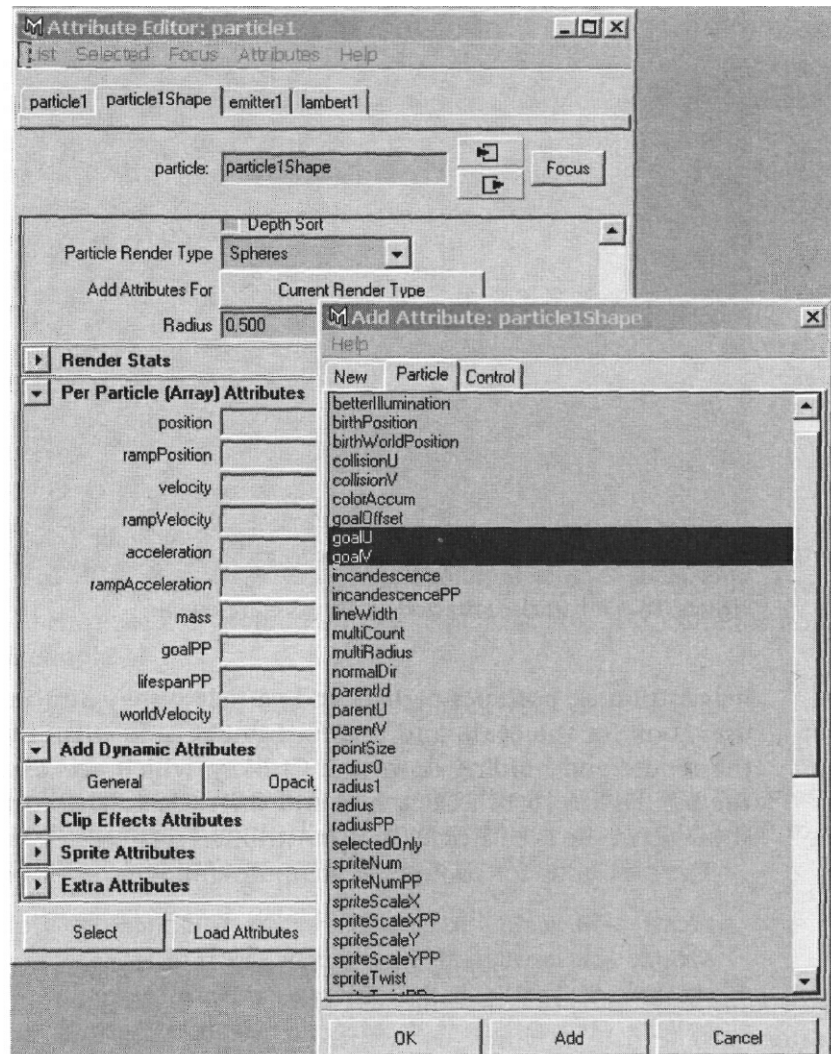 Attribute Editor: particle1
List Selected Focus Attributes Help
particle1 particle1Shape emitter1 lambert1
particle: particle1Shape
Focus
Depth Sort
Particle Render Type Spheres
Add Attributes For Current Render Type
Radius 0.500
Render Stats
Per Particle (Array) Attributes
position
rampPosition
velocity
rampVelocity
acceleration
rampAcceleration
mass
goalPP
lifespanPP
worldVelocity
Add Dynamic Attributes
General Opacit
Clip Effects Attributes
Sprite Attributes
Extra Attributes
Select Load Attributes
Add Attribute: particle1Shape
Help
New Particle Control
betterIllumination
birthPosition
birthWorldPosition
collisionU
collisionV
colorAccum
goalOffset
goalU
goalV
incandescence
incandescencePP
lineWidth
multiCount
multiRadius
normalDir
parentId
parentU
parentV
pointSize
radius0
radius1
radius
radiusPP
selectedOnly
spriteNum
spriteNumPP
spriteScaleX
spriteScaleXPP
spriteScaleY
spriteScaleYPP
spriteTwist
spriteTwistPP
OK Add Cancel